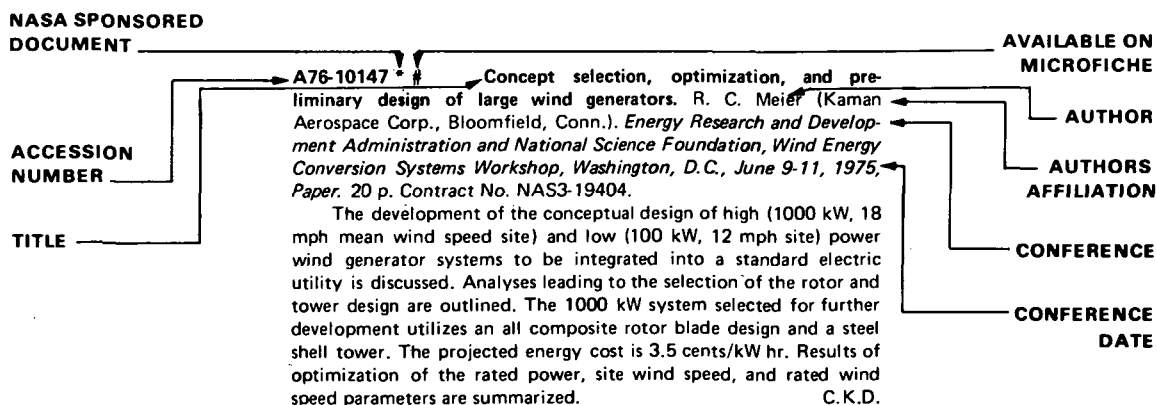 NASA SPONSORED
DOCUMENT
AVAILABLE ON
MICROFICHE
A76-10147 * # Concept selection, optimization, and pre-
liminary design of large wind generators. R. C. Meier (Kaman
Aerospace Corp., Bloomfield, Conn.). Energy Research and Develop-
ment Administration and National Science Foundation, Wind Energy
Conversion Systems Workshop, Washington, D.C., June 9-11, 1975,
Paper. 20 p. Contract No. NAS3-19404.
The development of the conceptual design of high (1000 kW, 18
mph mean wind speed site) and low (100 kW, 12 mph site) power
wind generator systems to be integrated into a standard electric
utility is discussed. Analyses leading to the selection of the rotor and
tower design are outlined. The 1000 kW system selected for further
development utilizes an all composite rotor blade design and a steel
shell tower. The projected energy cost is 3.5 cents/kW hr. Results of
optimization of the rated power, site wind speed, and rated wind
speed parameters are summarized. C.K.D.
ACCESSION
NUMBER
TITLE
AUTHOR
AUTHORS
AFFILIATION
CONFERENCE
CONFERENCE
DATE